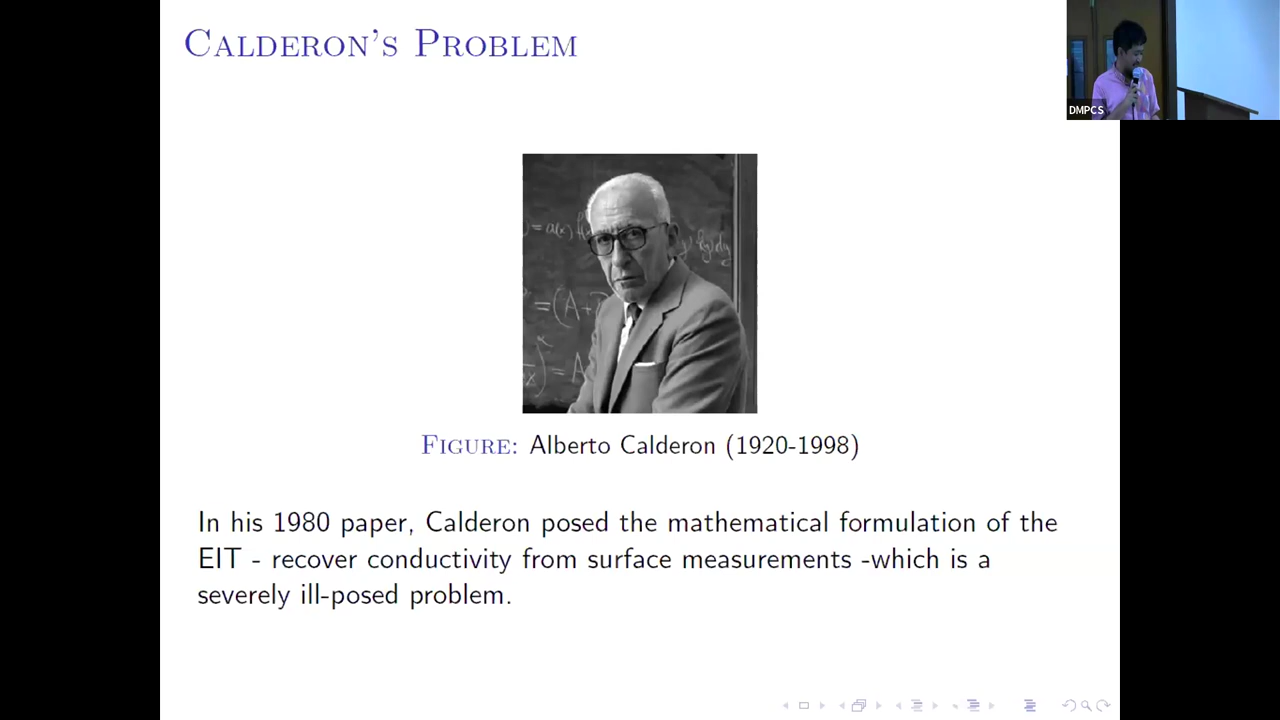 CALDERON'S PROBLEM
DMPCS
FIGURE: Alberto Calderon (1920-1998)
In his 1980 paper, Calderon posed the mathematical formulation of the
EIT - recover conductivity from surface measurements -which is a
severely ill-posed problem.